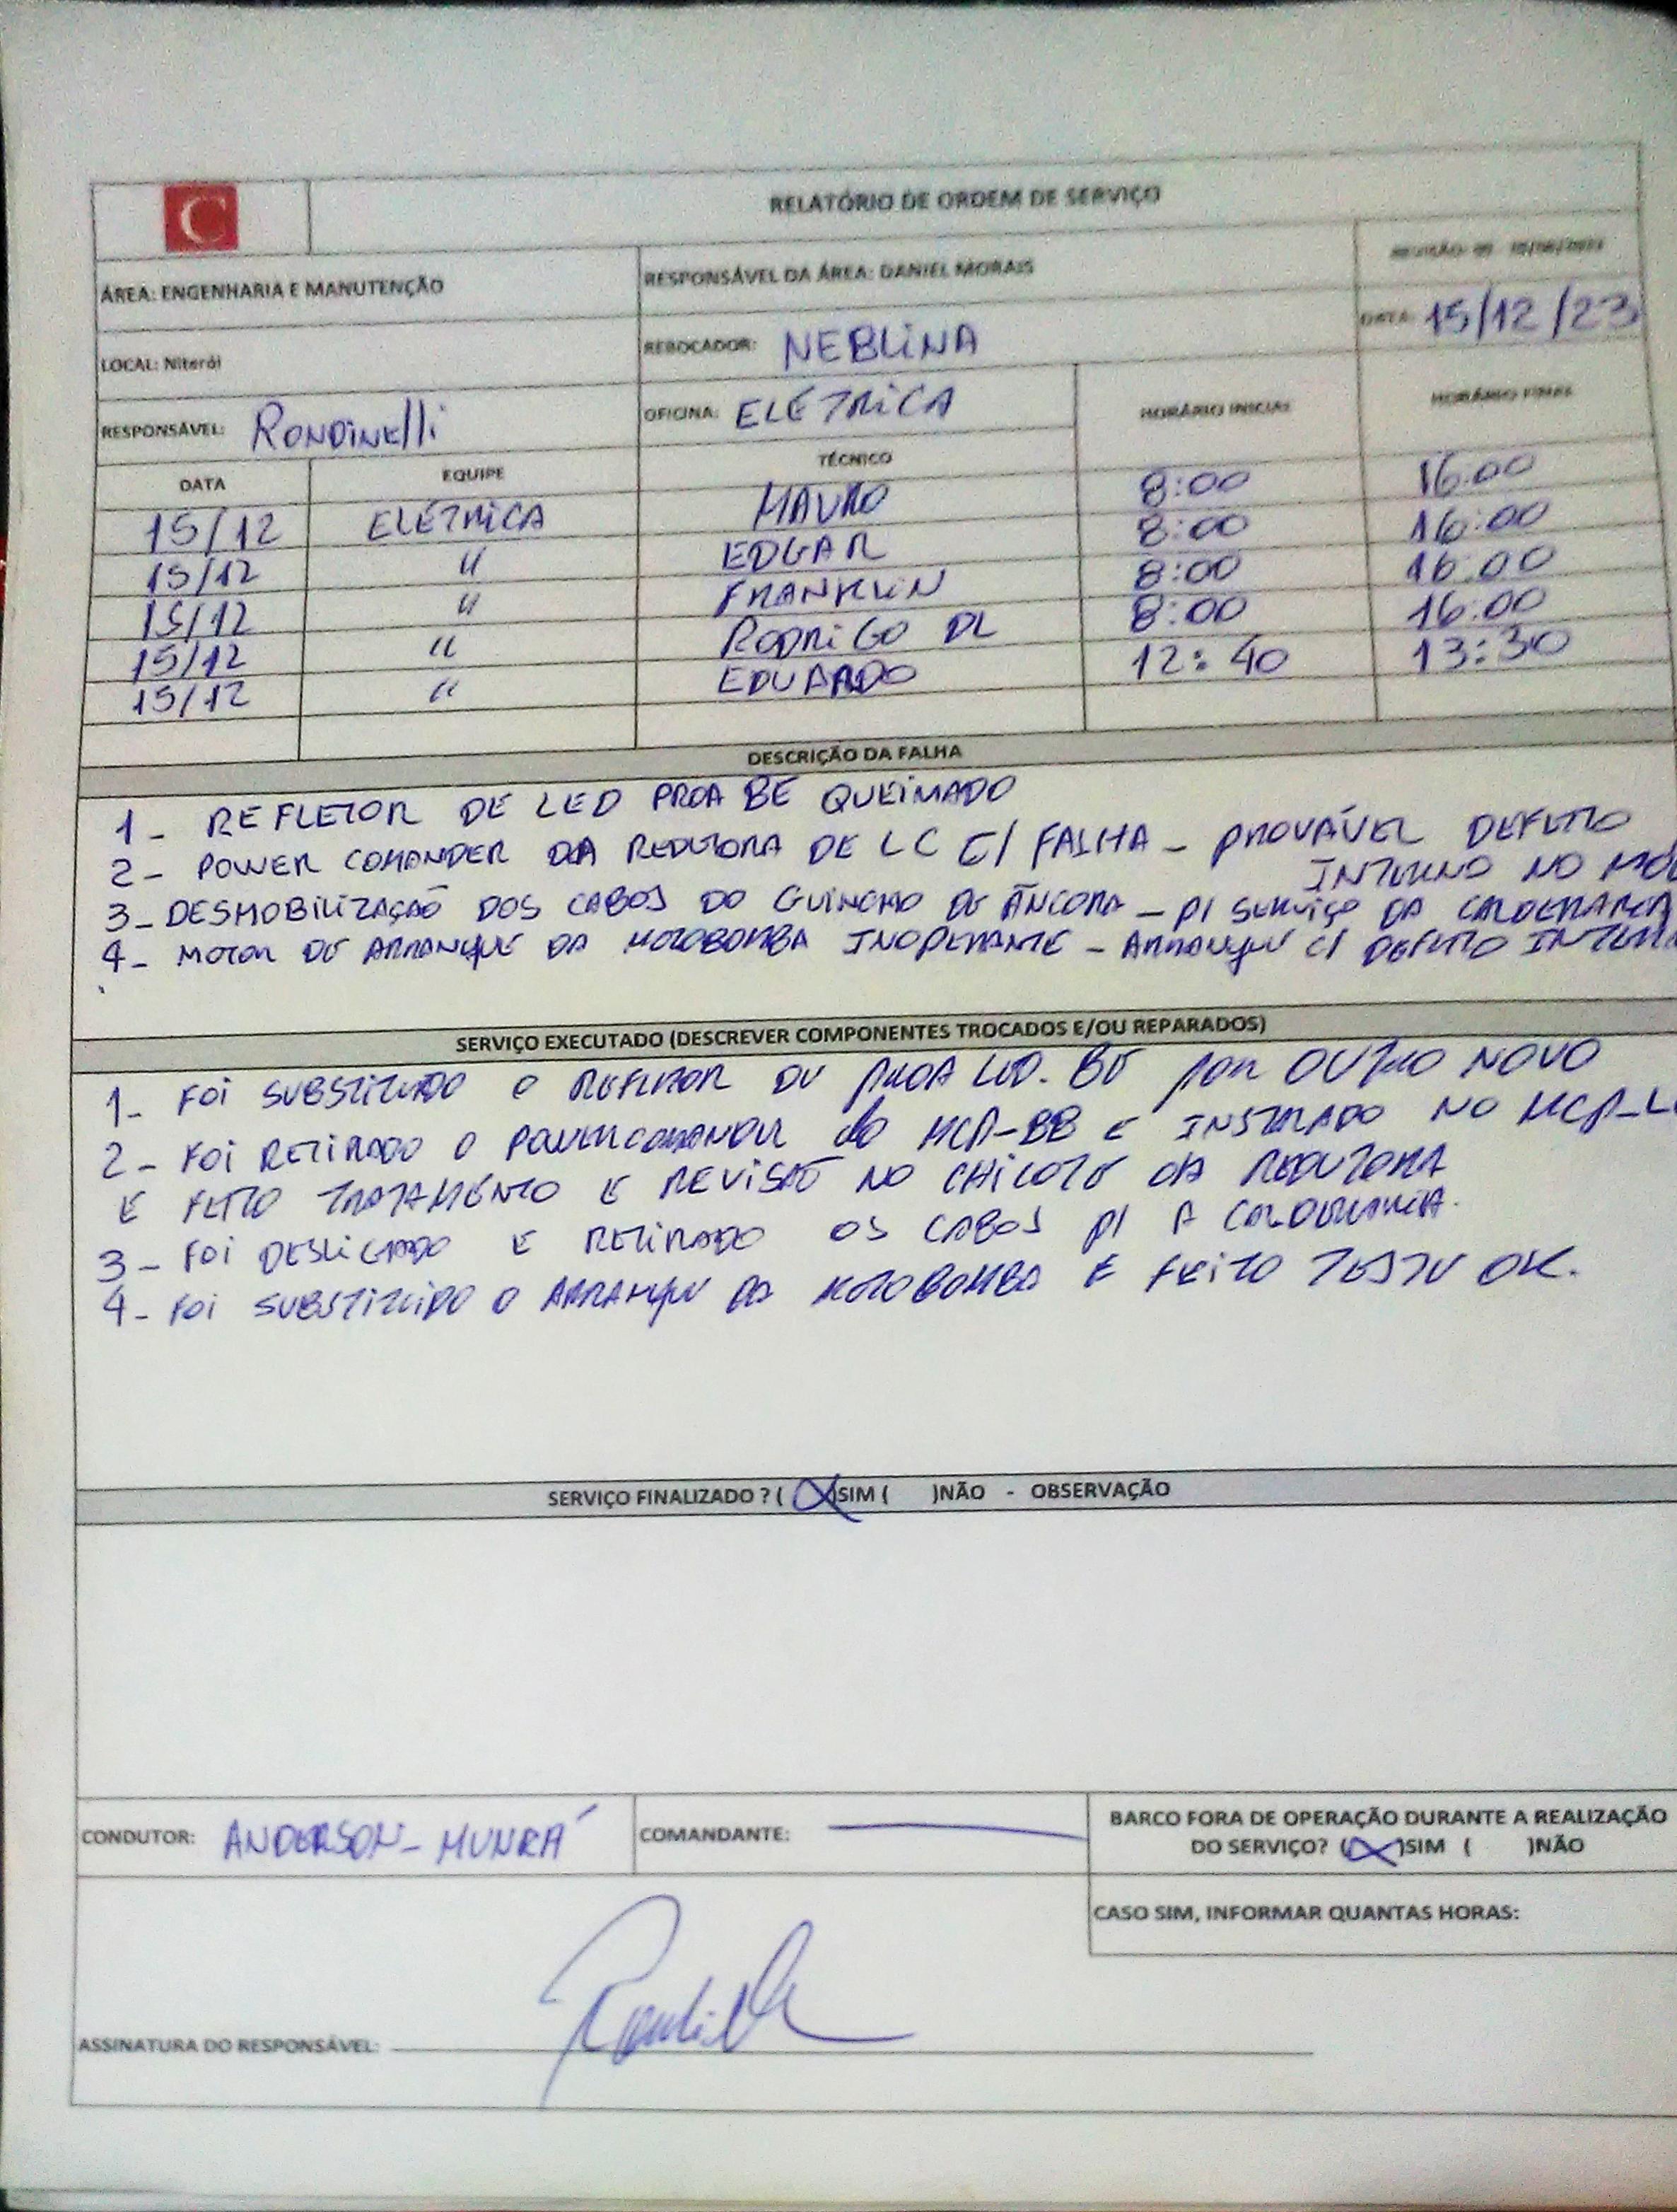 C
RELATÓRIO DE ORDEM DE SERVIÇO
ÁREA: ENGENHARIA E MANUTENÇÃO
RESPONSÁVEL DA ÁREA: DANIEL MORAIS
REVISÃO: 00
LOCAL: Niterói
REBOCADOR: NEBLINA
DATA: 15/12/23
RESPONSÁVEL: RONDINELLI
OFICINA: ELÉTRICA
HORÁRIO INICIAL
HORÁRIO FINAL
DATA EQUIPE TÉCNICO
15/12 ELÉTRICA MAURO 8:00 16:00
15/12 " EDGAR 8:00 16:00
15/12 " FRANKLIN 8:00 16:00
15/12 " RODRIGO DL 8:00 16:00
15/12 " EDUARDO 12:40 13:30
DESCRIÇÃO DA FALHA
1- REFLETOR DE LED PROA BE QUEIMADO
2- POWER COMANDER DA REDUTORA DE LC C/ FALHA - PROVÁVEL DEFEITO
INTERNO NO
3- DESMOBILIZAÇÃO DOS CABOS DO GUINCHO DE ÂNCORA - P/ SERVIÇO DA CALDERARIA
4- MOTOR DE ARRANQUE DA MOTOBOMBA INOPERANTE - ARRANQUE C/ DEFEITO
SERVIÇO EXECUTADO (DESCREVER COMPONENTES TROCADOS E/OU REPARADOS)
1- FOI SUBSTITUIDO O REFLETOR DE PROA LED. BE POR OUTRO NOVO
2- FOI RETIRADO O POWERCOMANDER do MCP-BB E INSTALADO NO
E FEITO TRATAMENTO E REVISÃO NO CHICOTE DA REDUTORA
3- FOI DESLIGADO E RETIRADO OS CABOS P/ A CALDERARIA.
4- FOI SUBSTITUIDO O ARRANQUE DA MOTOBOMBA E FEITO TESTE OK.
SERVIÇO FINALIZADO ? ( X )SIM ( )NÃO - OBSERVAÇÃO
CONDUTOR: ANDERSON-MUNRÁ
COMANDANTE:
BARCO FORA DE OPERAÇÃO DURANTE A REALIZAÇÃO
DO SERVIÇO? ( X )SIM ( )NÃO
CASO SIM, INFORMAR QUANTAS HORAS:
ASSINATURA DO RESPONSÁVEL: